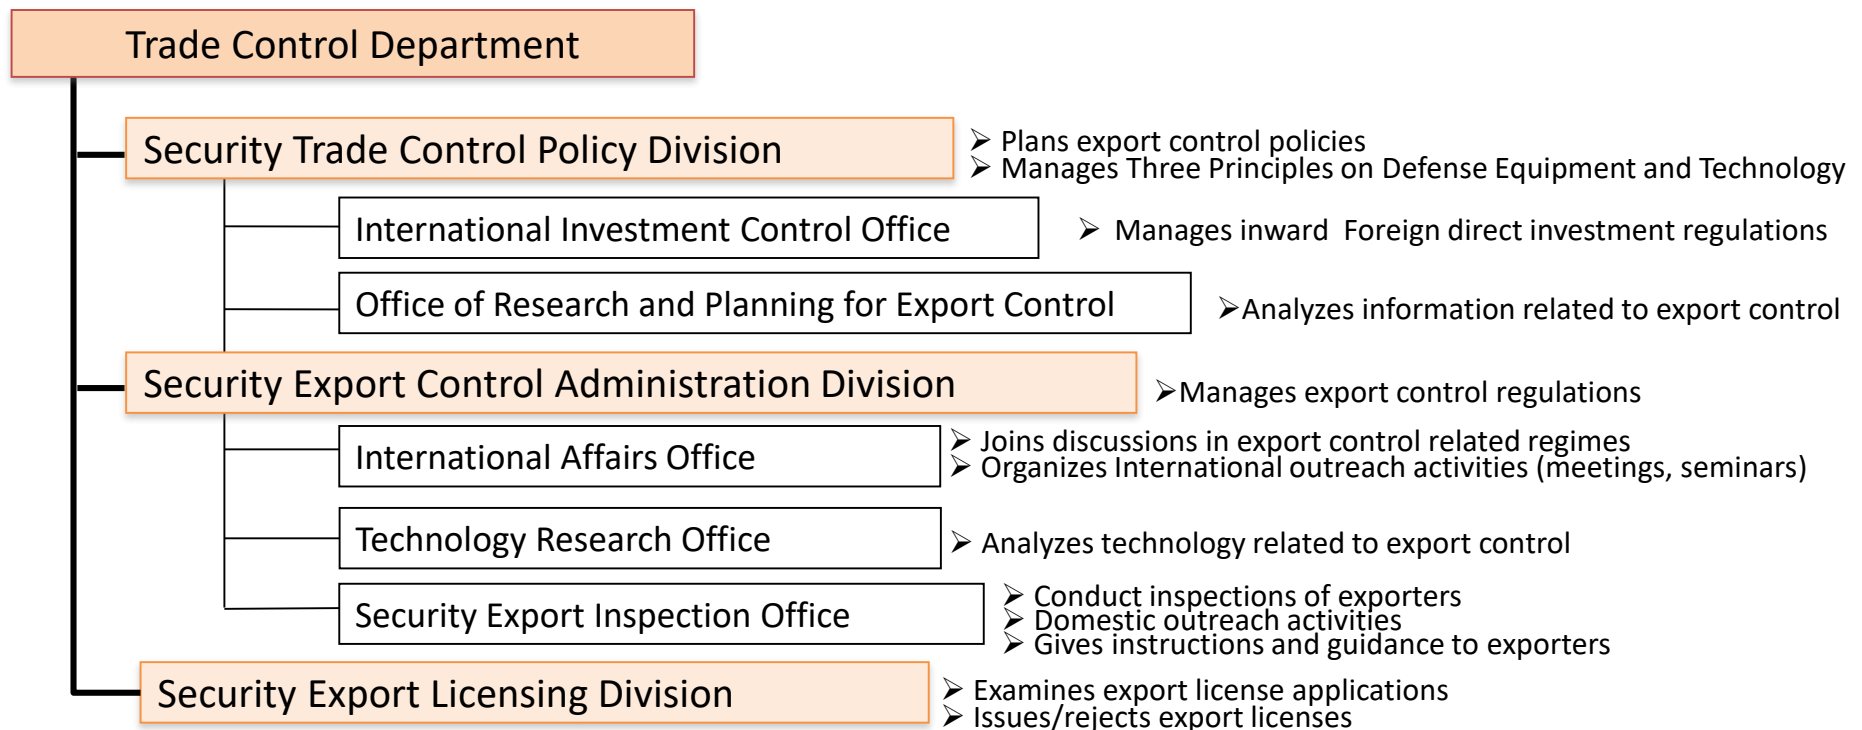 Trade Control Department
Security Trade Control Policy Division
➢ Plans export control policies
➢ Manages Three Principles on Defense Equipment and Technology
International Investment Control Office
➢ Manages inward  Foreign direct investment regulations
Office of Research and Planning for Export Control
➢Analyzes information related to export control
Security Export Control Administration Division
➢Manages export control regulations
International Affairs Office
➢ Joins discussions in export control related regimes
➢ Organizes International outreach activities (meetings, seminars)
Technology Research Office
➢ Analyzes technology related to export control
Security Export Inspection Office
➢ Conduct inspections of exporters
➢ Domestic outreach activities
➢ Gives instructions and guidance to exporters
Security Export Licensing Division
➢ Examines export license applications
➢ Issues/rejects export licenses